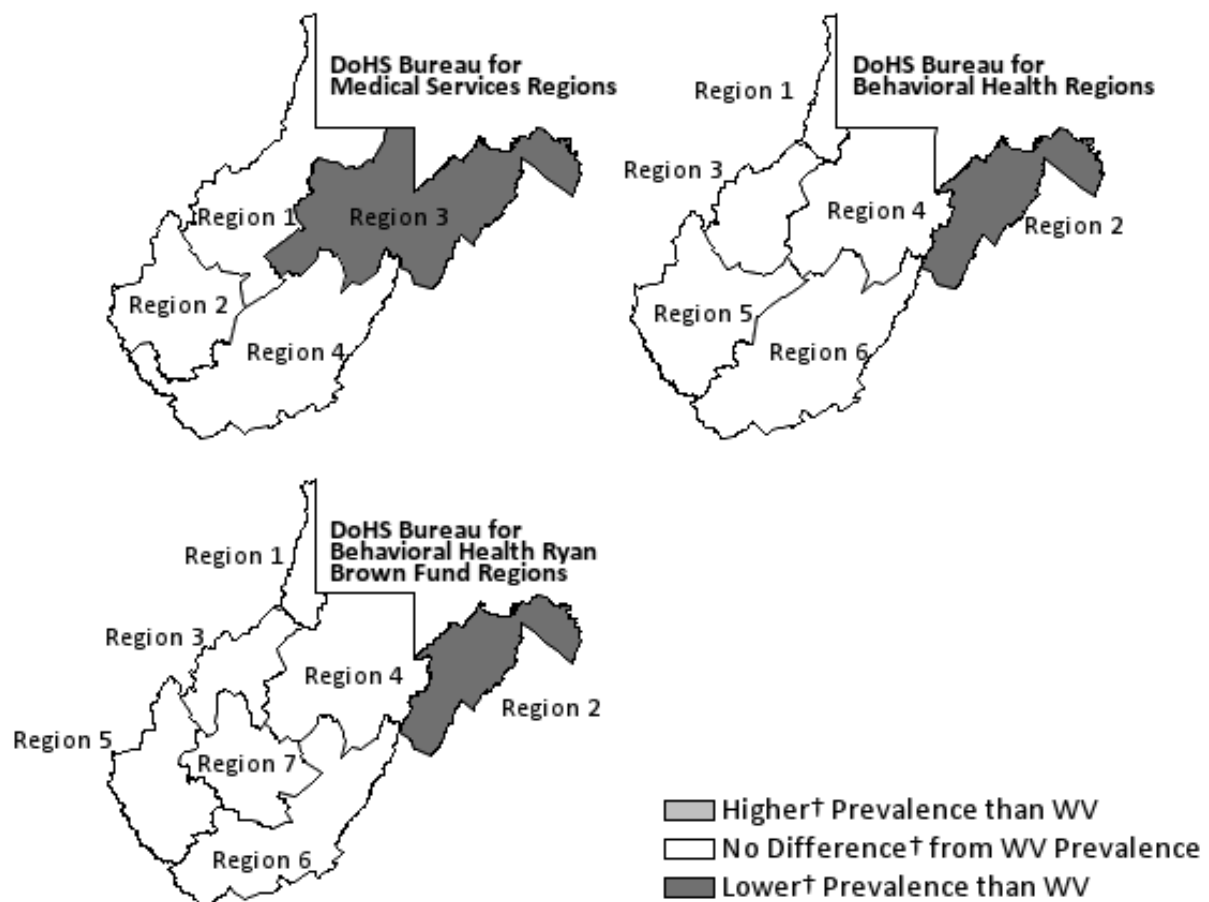 DoHS Bureau for
Medical Services Regions
Region 1
Region 3
Region 2
Region 4
DoHS Bureau for
Behavioral Health Regions
Region 1
Region 3
Region 4
Region 2
Region 5
Region 6
DoHS Bureau for
Behavioral Health Ryan
Brown Fund Regions
Region 1
Region 3
Region 4
Region 2
Region 5
Region 7
Region 6
Higher† Prevalence than WV
No Difference† from WV Prevalence
Lower† Prevalence than WV